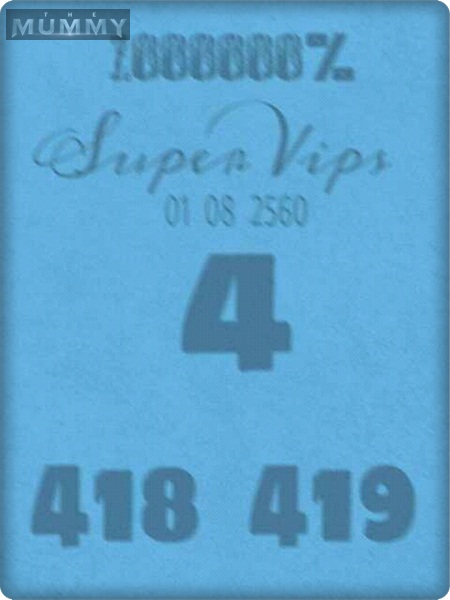 THE
MUMMY
1000000%
Super Vips
01 08 2560
4
418 419